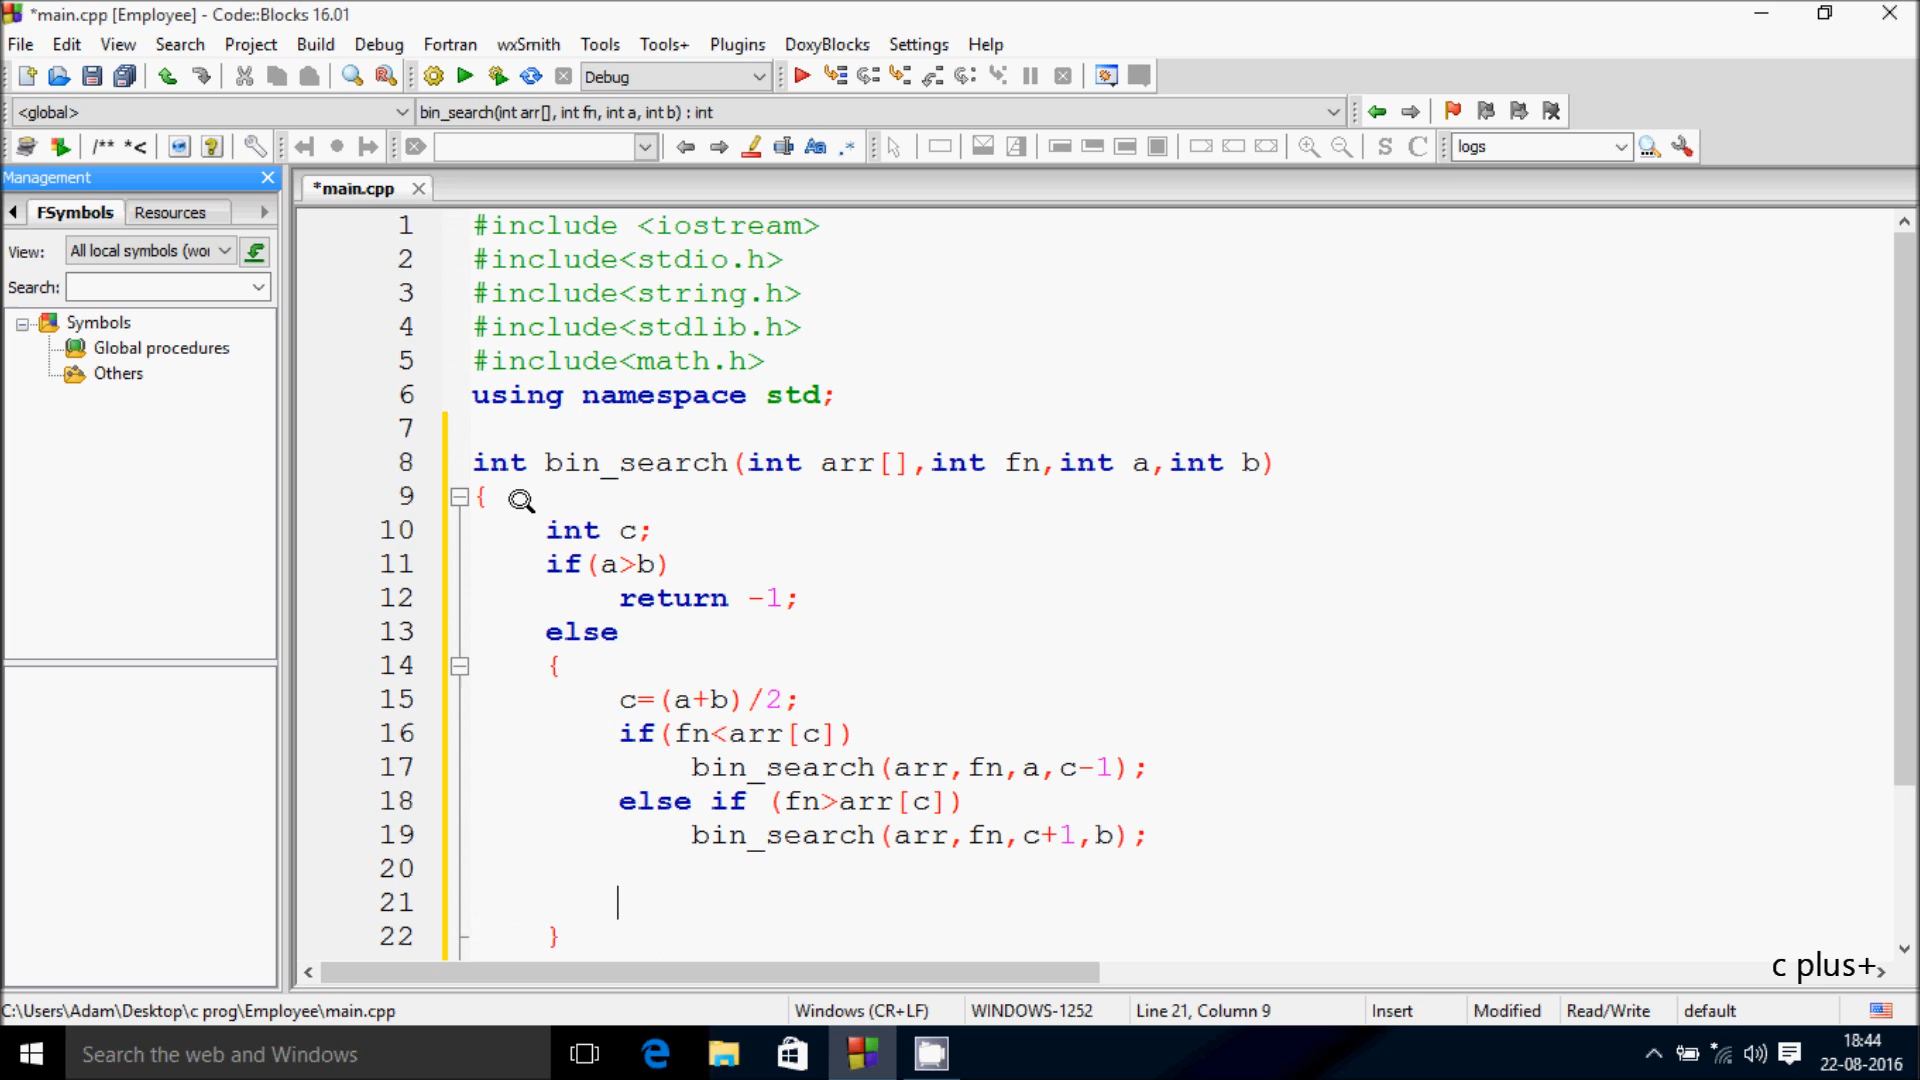 *main.cpp [Employee] - Code::Blocks 16.01
File Edit View Search Project Build Debug Fortran wxSmith Tools Tools+ Plugins DoxyBlocks Settings Help
Debug
<global> bin_search(int arr[], int fn, int a, int b) : int
/** *< Aa .* S C logs
Management
*main.cpp
FSymbols Resources
View: All local symbols (wor
Search:
Symbols
Global procedures
Others
1 #include <iostream>
2 #include<stdio.h>
3 #include<string.h>
4 #include<stdlib.h>
5 #include<math.h>
6 using namespace std;
7
8 int bin_search(int arr[],int fn,int a,int b)
9 {
10 int c;
11 if(a>b)
12 return -1;
13 else
14 {
15 c=(a+b)/2;
16 if(fn<arr[c])
17 bin_search(arr,fn,a,c-1);
18 else if (fn>arr[c])
19 bin_search(arr,fn,c+1,b);
20
21
22 }
c plus+
C:\Users\Adam\Desktop\c prog\Employee\main.cpp Windows (CR+LF) WINDOWS-1252 Line 21, Column 9 Insert Modified Read/Write default
Search the web and Windows
18:44
22-08-2016